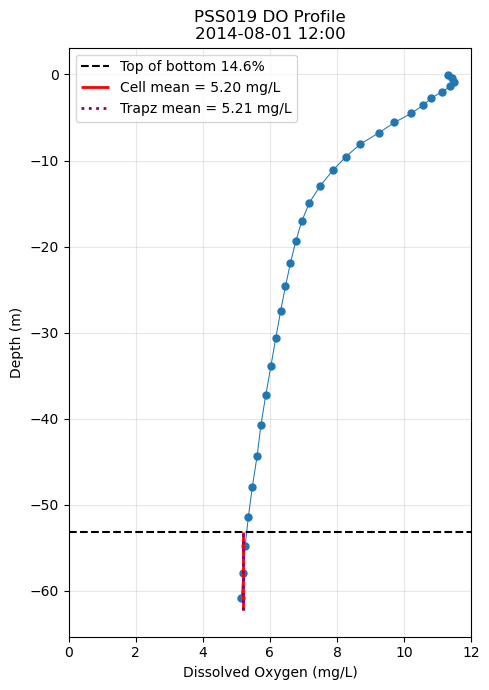 PSS019 DO Profile
2014-08-01 12:00
Top of bottom 14.6%
Cell mean = 5.20 mg/L
Trapz mean = 5.21 mg/L
Depth (m)
0
−10
−20
−30
−40
−50
−60
0 2 4 6 8 10 12
Dissolved Oxygen (mg/L)